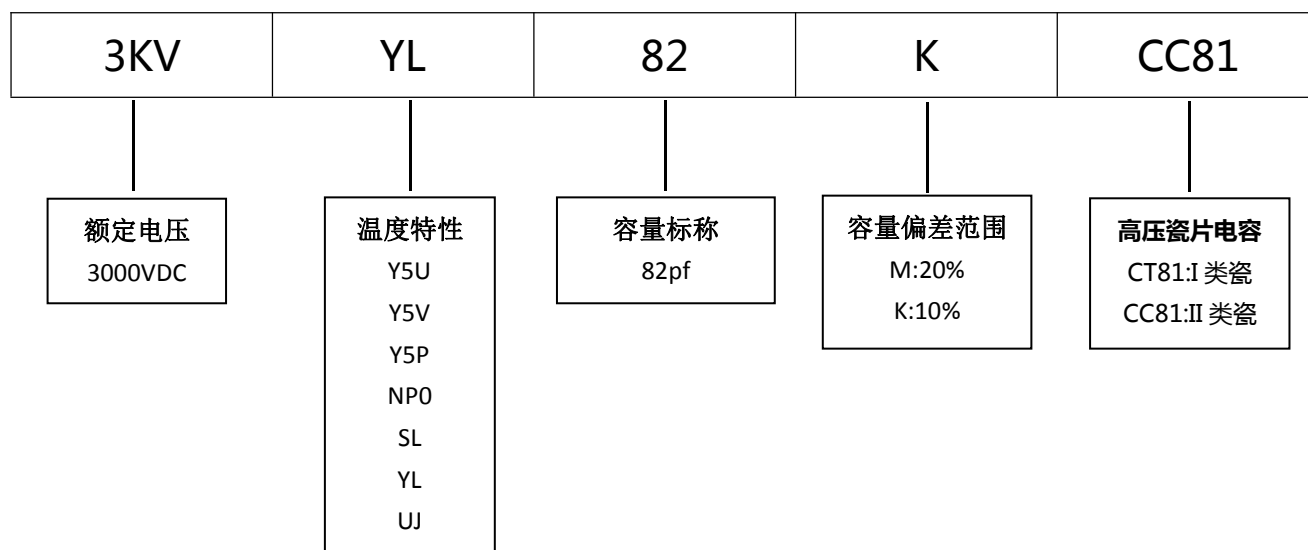 3KV YL 82 K CC81
额定电压
3000VDC
温度特性
Y5U
Y5V
Y5P
NP0
SL
YL
UJ
容量标称
82pf
容量偏差范围
M:20%
K:10%
高压瓷片电容
CT81:I 类瓷
CC81:II 类瓷